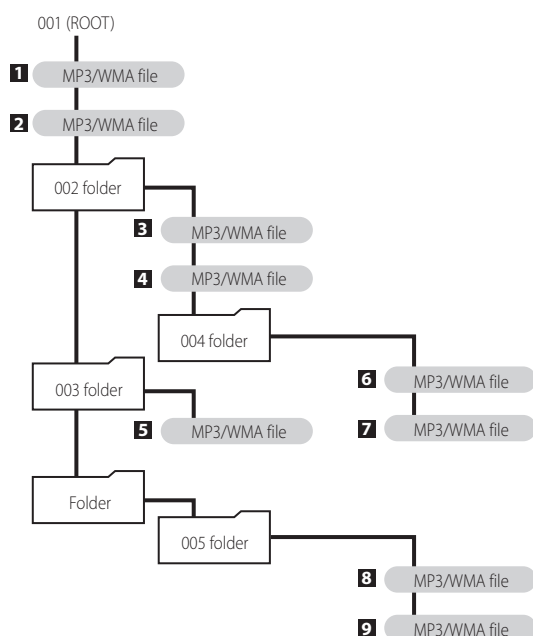 001 (ROOT)
1 MP3/WMA file
2 MP3/WMA file
002 folder
3 MP3/WMA file
4 MP3/WMA file
004 folder
6 MP3/WMA file
003 folder
5 MP3/WMA file
7 MP3/WMA file
Folder
005 folder
8 MP3/WMA file
9 MP3/WMA file